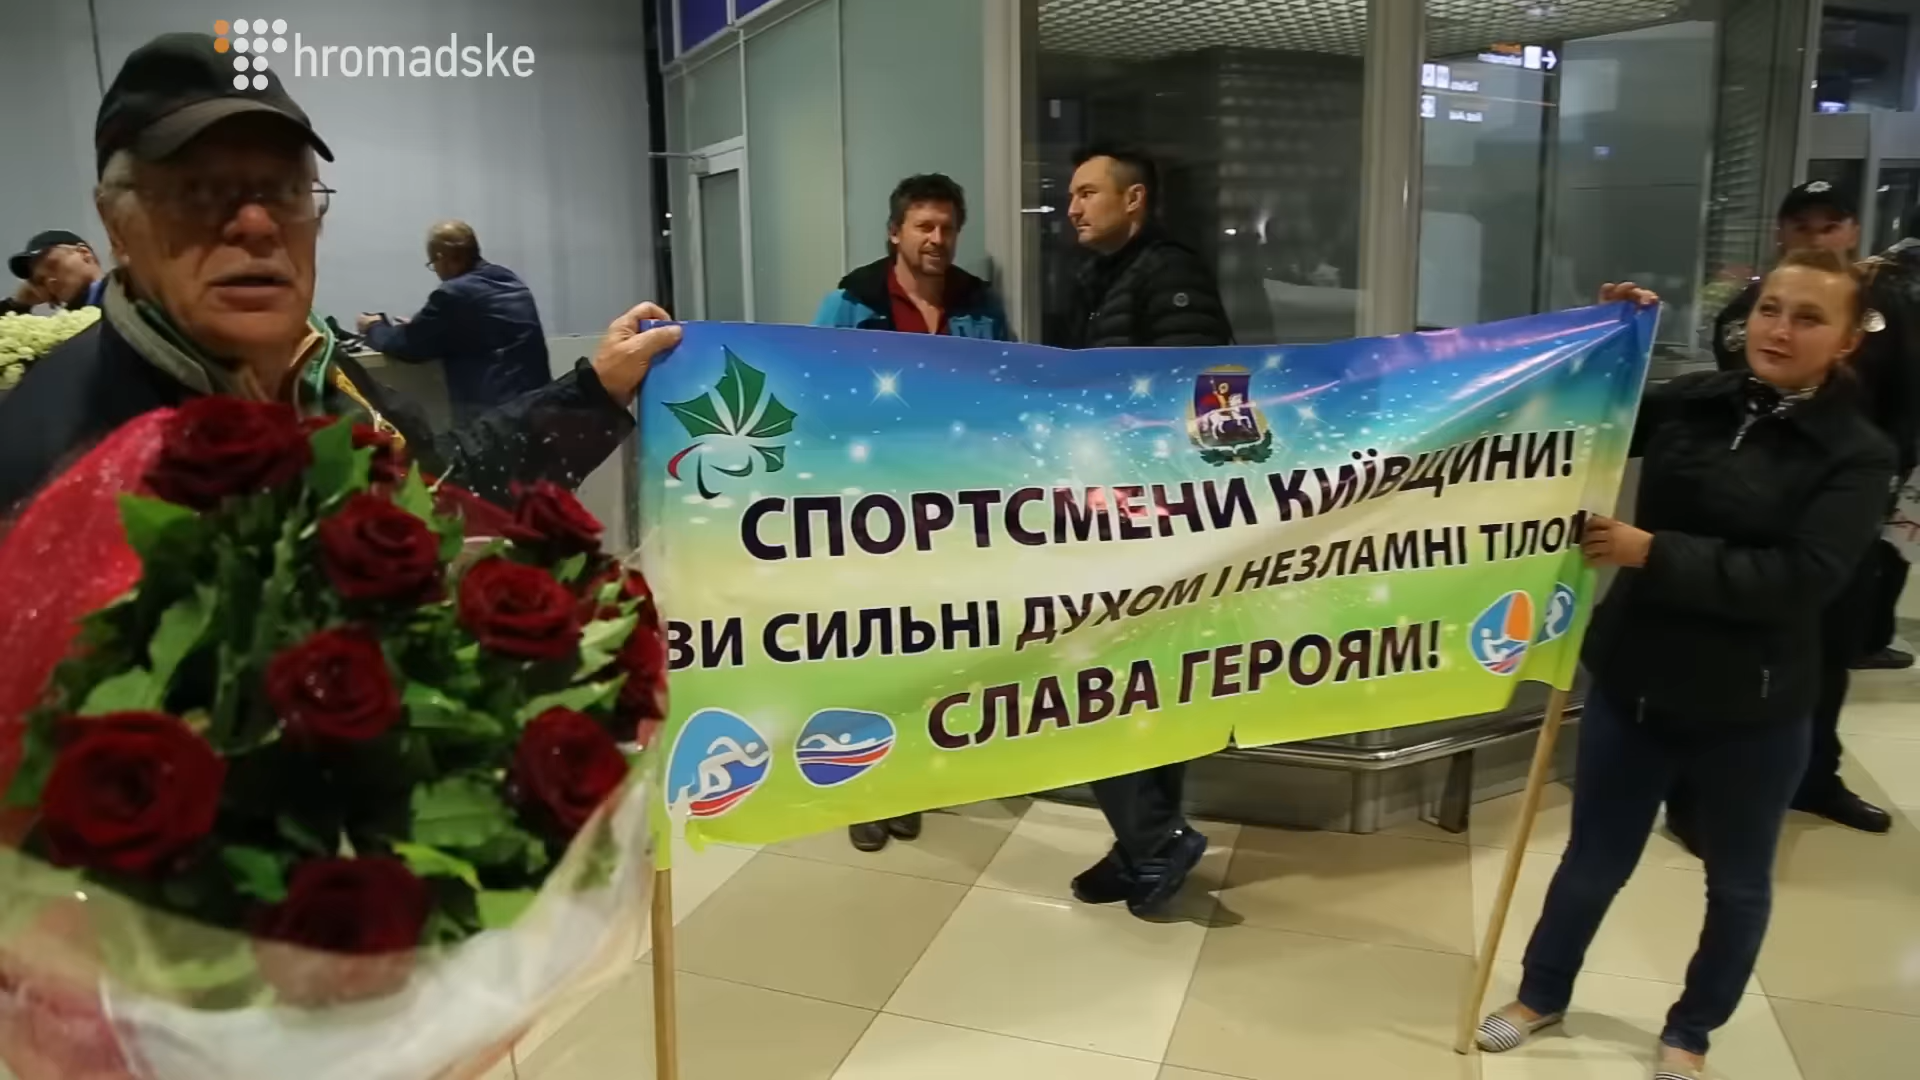 hromadske
СПОРТСМЕНИ КИЇВЩИНИ!
ВИ СИЛЬНІ ДУХОМ І НЕЗЛАМНІ ТІЛОМ
СЛАВА ГЕРОЯМ!